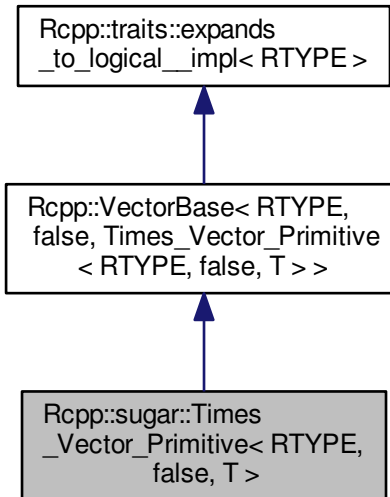 Rcpp::traits::expands
_to_logical__impl< RTYPE >
Rcpp::VectorBase< RTYPE,
false, Times_Vector_Primitive
< RTYPE, false, T > >
Rcpp::sugar::Times
_Vector_Primitive< RTYPE,
false, T >